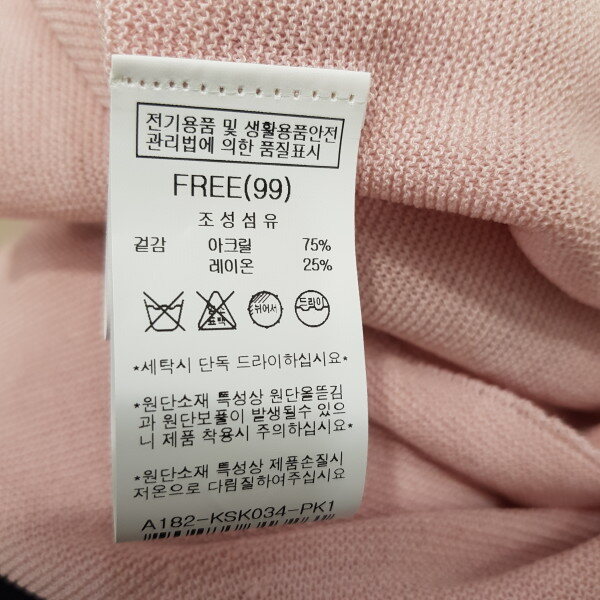 전기용품 및 생활용품안전
관리법에 의한 품질표시
FREE(99)
조성섬유
겉감 아크릴 75%
레이온 25%
뉘어서 드라이
*세탁시 단독 드라이하십시요*
*원단소재 특성상 원단올뜯김
과 원단보풀이 발생될수 있으
니 제품 착용시 주의하십시요*
*원단소재 특성상 제품손질시
저온으로 다림질하여주십시요
A182-KSK034-PK1